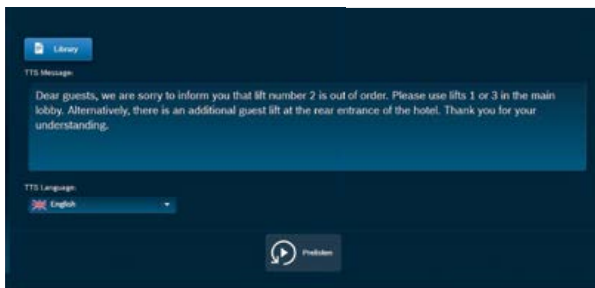 Library
TTS Message:
Dear guests, we are sorry to inform you that lift number 2 is out of order. Please use lifts 1 or 3 in the main
lobby. Alternatively, there is an additional guest lift at the rear entrance of the hotel. Thank you for your
understanding.
TTS Language:
English
Prelisten